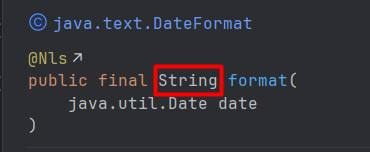 © java.text.DateFormat
@Nls↗
public final String format(
    java.util.Date date
)